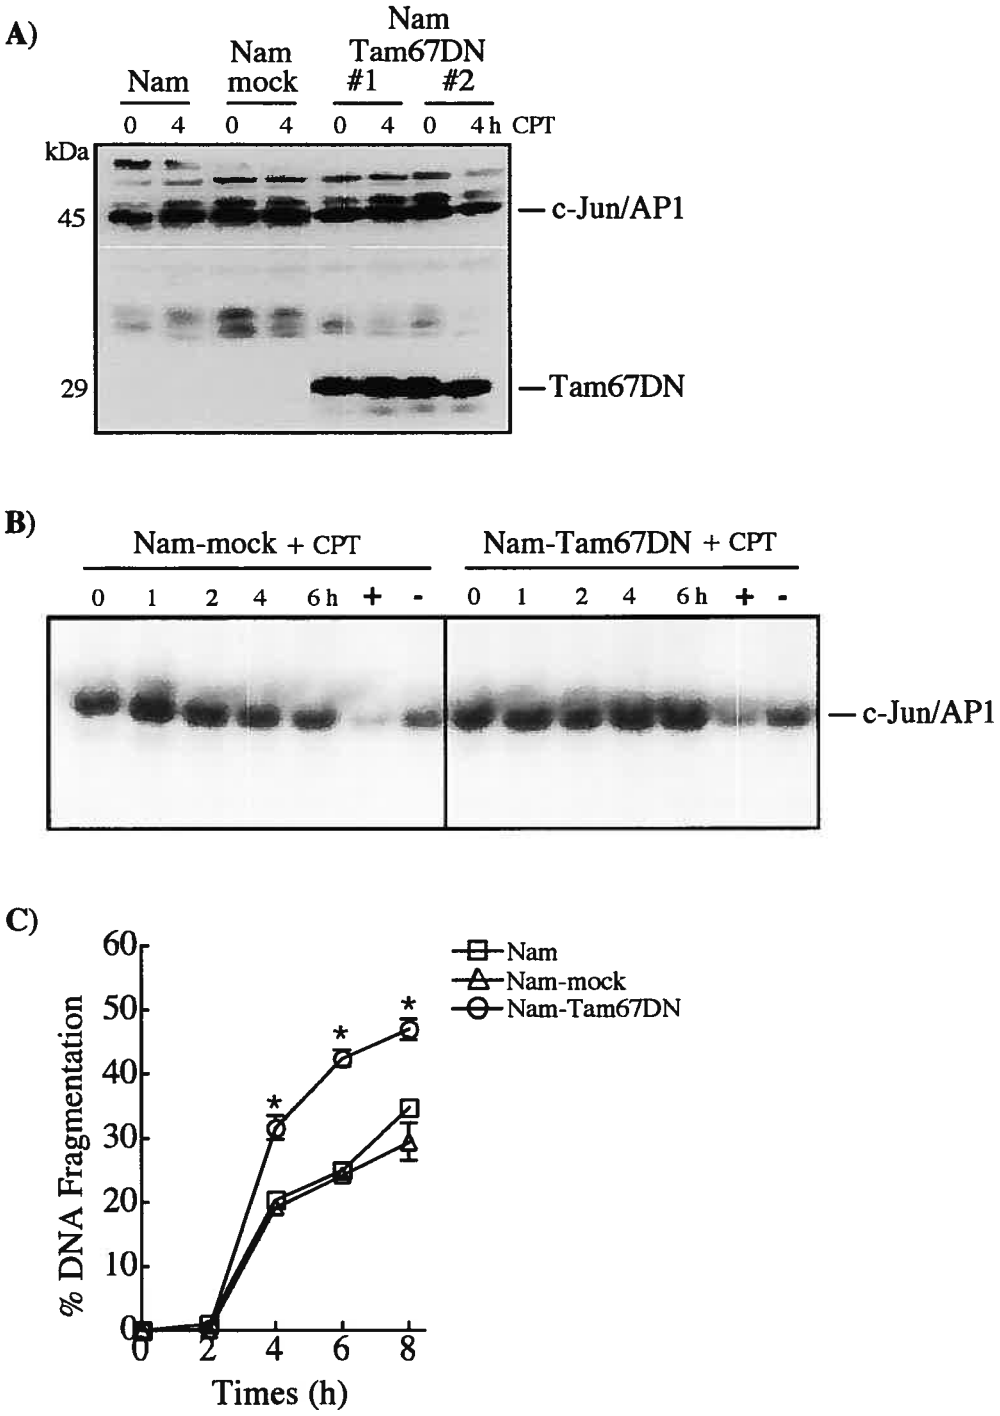 A)
Nam
Nam Tam67DN
Nam mock #1 #2
0 4 0 4 0 4 0 4 h CPT
kDa
45 c-Jun/AP1
29 Tam67DN
B)
Nam-mock + CPT Nam-Tam67DN + CPT
0 1 2 4 6 h + - 0 1 2 4 6 h + -
c-Jun/AP1
C)
60
50
40
30
20
10
0
% DNA Fragmentation
* * *
Nam
Nam-mock
Nam-Tam67DN
0 2 4 6 8
Times (h)